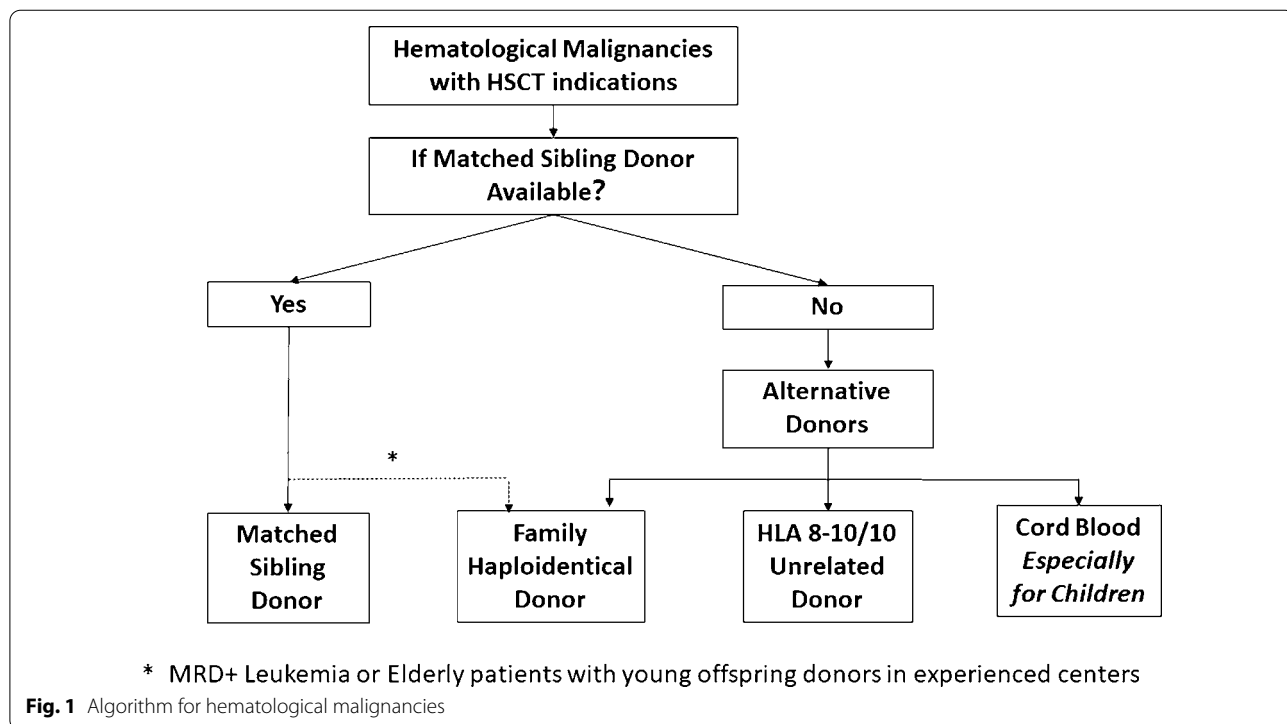 Hematological Malignancies
with HSCT indications
If Matched Sibling Donor
Available?
Yes
No
Alternative
Donors
*
Matched
Sibling
Donor
Family
Haploidentical
Donor
HLA 8-10/10
Unrelated
Donor
Cord Blood
Especially
for Children
* MRD+ Leukemia or Elderly patients with young offspring donors in experienced centers
Fig. 1 Algorithm for hematological malignancies